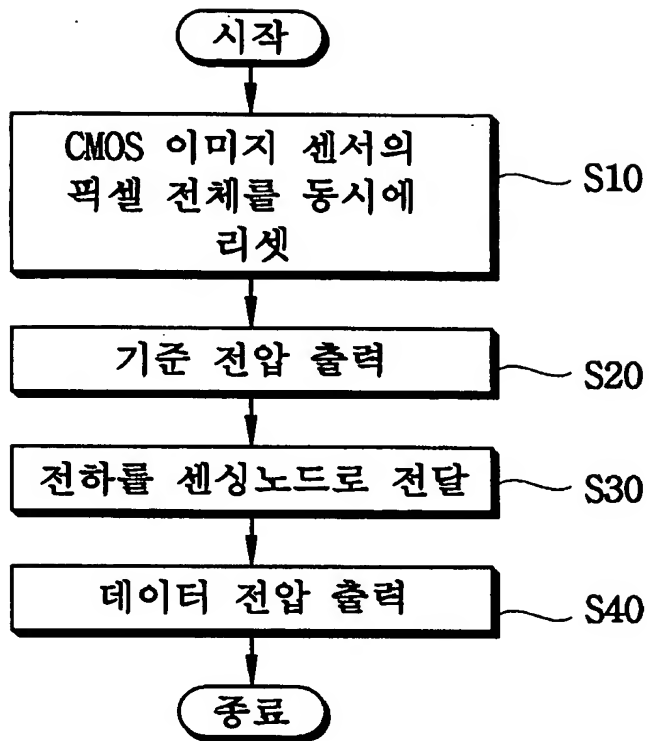 시작
CMOS 이미지 센서의
픽셀 전체를 동시에
리셋
S10
기준 전압 출력
S20
전하를 센싱노드로 전달
S30
데이터 전압 출력
S40
종료